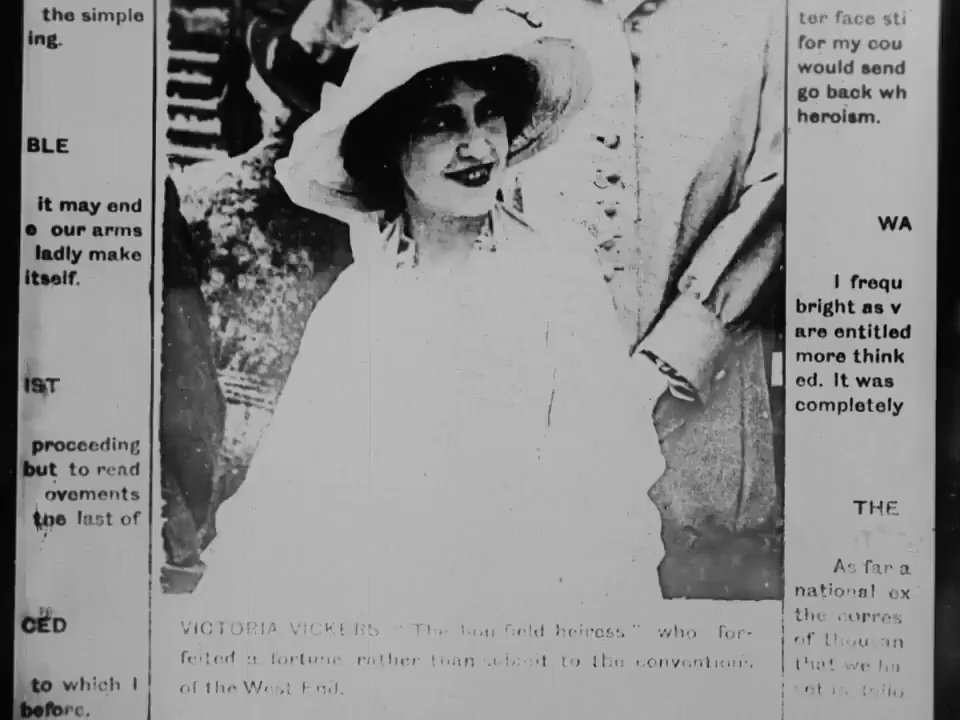 the simple
ing.
BLE
it may end
e our arms
ladly make
itself.
IST
proceeding
but to read
ovements
the last of
CED
to which I
before.
VICTORIA VICKERS "The field heiress" who for-
feited a fortune rather than submit to the conventions
of the West End.
ter face sti
for my cou
would send
go back wh
heroism.
WA
I frequ
bright as v
are entitled
more think
ed. It was
completely
THE
As far a
national ex
the corres
of thousan
that we ha